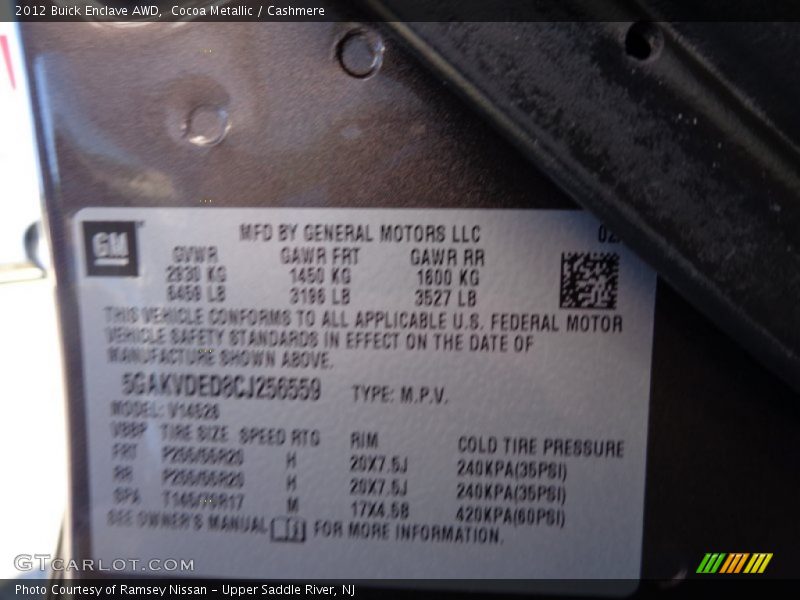 2012 Buick Enclave AWD, Cocoa Metallic / Cashmere
GM
MFD BY GENERAL MOTORS LLC
GVWR GAWR FRT GAWR RR
2930 KG 1450 KG 1600 KG
6459 LB 3196 LB 3527 LB
THIS VEHICLE CONFORMS TO ALL APPLICABLE U.S. FEDERAL MOTOR
VEHICLE SAFETY STANDARDS IN EFFECT ON THE DATE OF
MANUFACTURE SHOWN ABOVE.
5GAKVDED8CJ256559 TYPE: M.P.V.
MODEL: V14526
TIRE SIZE SPEED RTG RIM COLD TIRE PRESSURE
FRT P255/55R20 H 20X7.5J 240KPA(35PSI)
RR P255/55R20 H 20X7.5J 240KPA(35PSI)
SPA M 17X4.5B 420KPA(60PSI)
SEE OWNER'S MANUAL FOR MORE INFORMATION.
GTCARLOT.COM
Photo Courtesy of Ramsey Nissan - Upper Saddle River, NJ